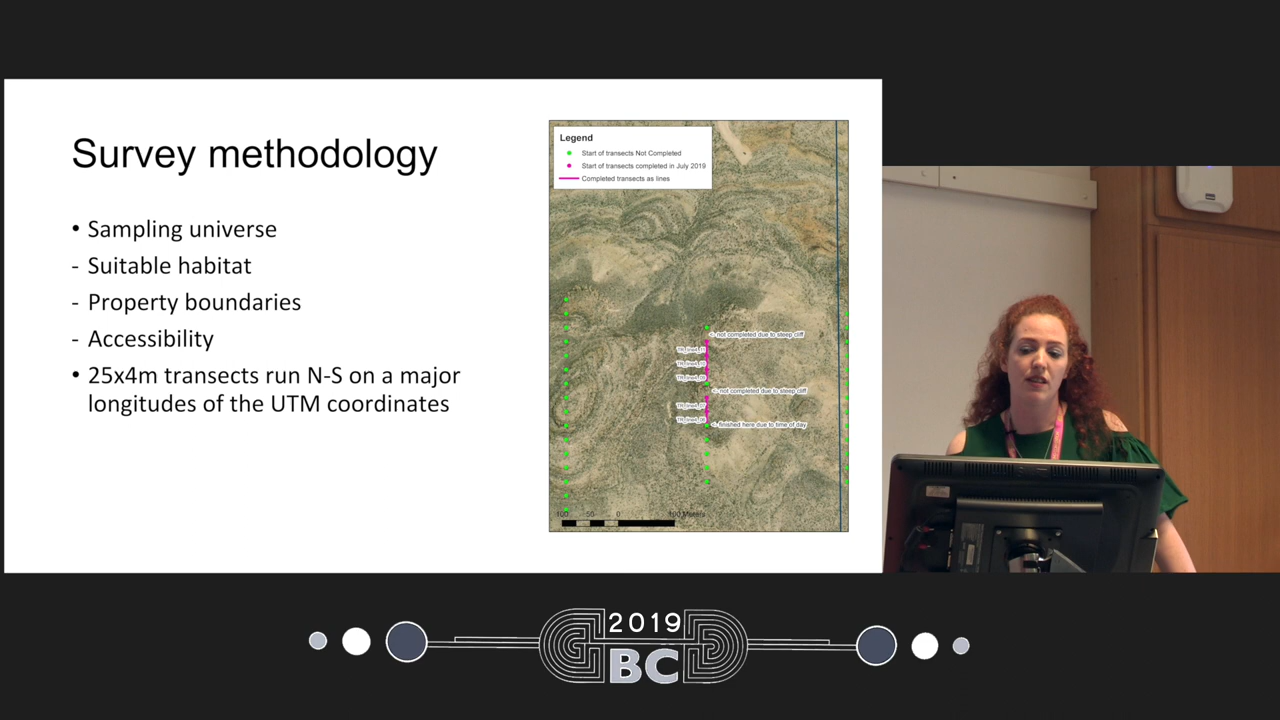 Survey methodology
• Sampling universe
- Suitable habitat
- Property boundaries
- Accessibility
• 25x4m transects run N-S on a major
longitudes of the UTM coordinates
Legend
Start of transects Not Completed
Start of transects completed in July 2019
Completed transects as lines
<- not completed due to steep cliff
<- not completed due to steep cliff
<- finished here due to time of day
100 50 0 100 Meters
2019
BC